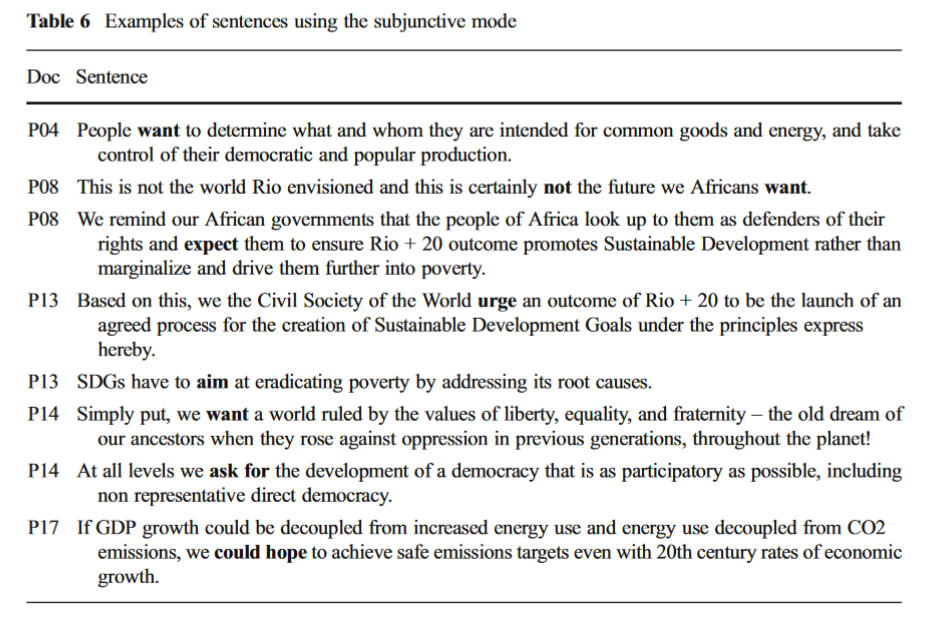 Table 6 Examples of sentences using the subjunctive mode
Doc Sentence
P04 People want to determine what and whom they are intended for common goods and energy, and take
control of their democratic and popular production.
P08 This is not the world Rio envisioned and this is certainly not the future we Africans want.
P08 We remind our African governments that the people of Africa look up to them as defenders of their
rights and expect them to ensure Rio + 20 outcome promotes Sustainable Development rather than
marginalize and drive them further into poverty.
P13 Based on this, we the Civil Society of the World urge an outcome of Rio + 20 to be the launch of an
agreed process for the creation of Sustainable Development Goals under the principles express
hereby.
P13 SDGs have to aim at eradicating poverty by addressing its root causes.
P14 Simply put, we want a world ruled by the values of liberty, equality, and fraternity – the old dream of
our ancestors when they rose against oppression in previous generations, throughout the planet!
P14 At all levels we ask for the development of a democracy that is as participatory as possible, including
non representative direct democracy.
P17 If GDP growth could be decoupled from increased energy use and energy use decoupled from CO2
emissions, we could hope to achieve safe emissions targets even with 20th century rates of economic
growth.